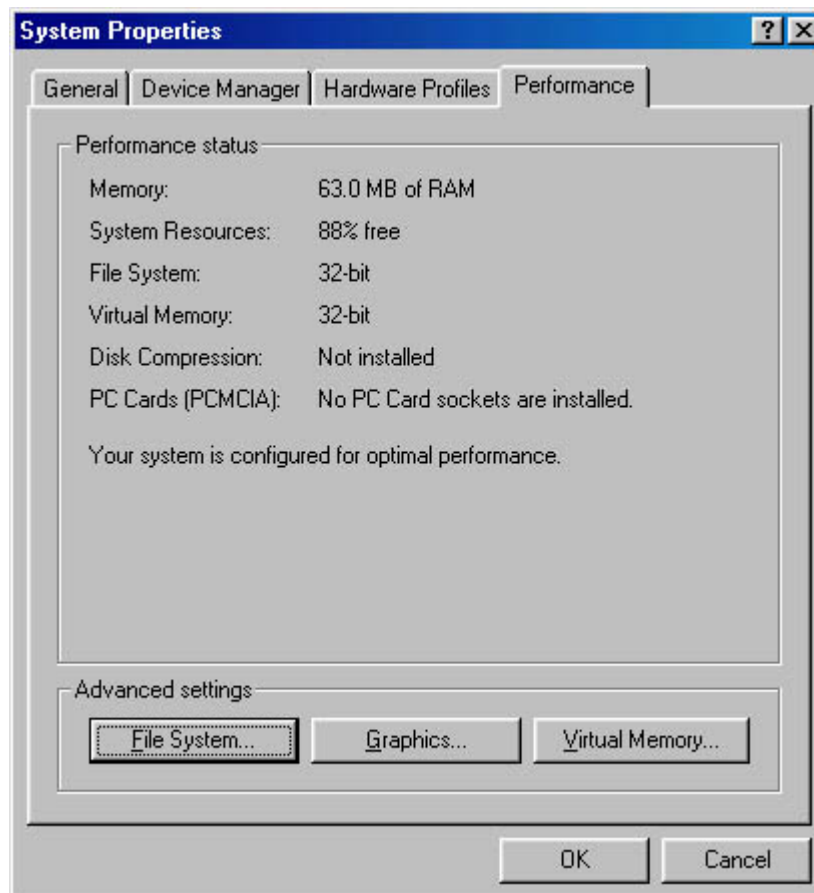 System Properties
General Device Manager Hardware Profiles Performance
Performance status
Memory: 63.0 MB of RAM
System Resources: 88% free
File System: 32-bit
Virtual Memory: 32-bit
Disk Compression: Not installed
PC Cards (PCMCIA): No PC Card sockets are installed.
Your system is configured for optimal performance.
Advanced settings
File System... Graphics... Virtual Memory...
OK Cancel